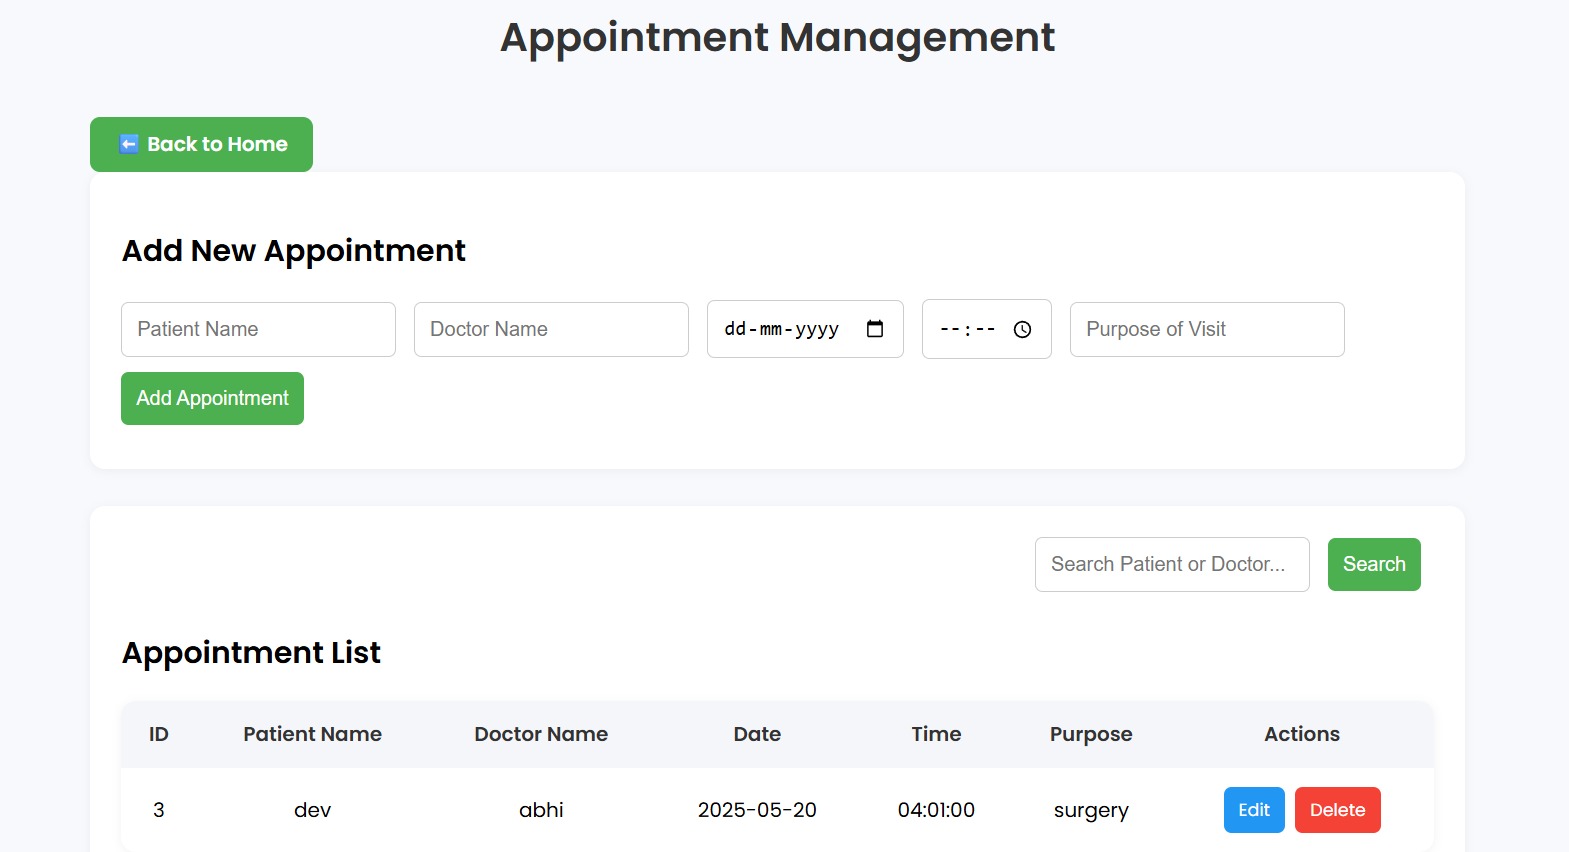 Appointment Management
⬅️ Back to Home
Add New Appointment
Patient Name Doctor Name dd-mm-yyyy --:-- Purpose of Visit
Add Appointment
Search Patient or Doctor... Search
Appointment List
ID Patient Name Doctor Name Date Time Purpose Actions
3 dev abhi 2025-05-20 04:01:00 surgery Edit Delete